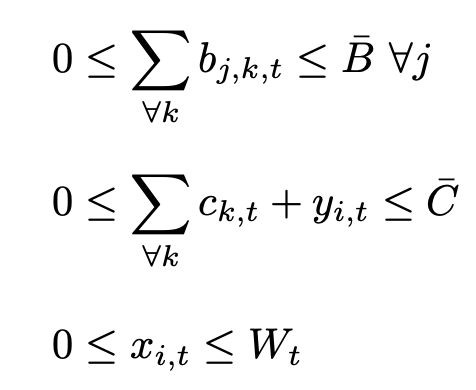 0 ≤ ∑_{∀k} b_{j,k,t} ≤ B̄ ∀j
0 ≤ ∑_{∀k} c_{k,t} + y_{i,t} ≤ C̄
0 ≤ x_{i,t} ≤ W_t